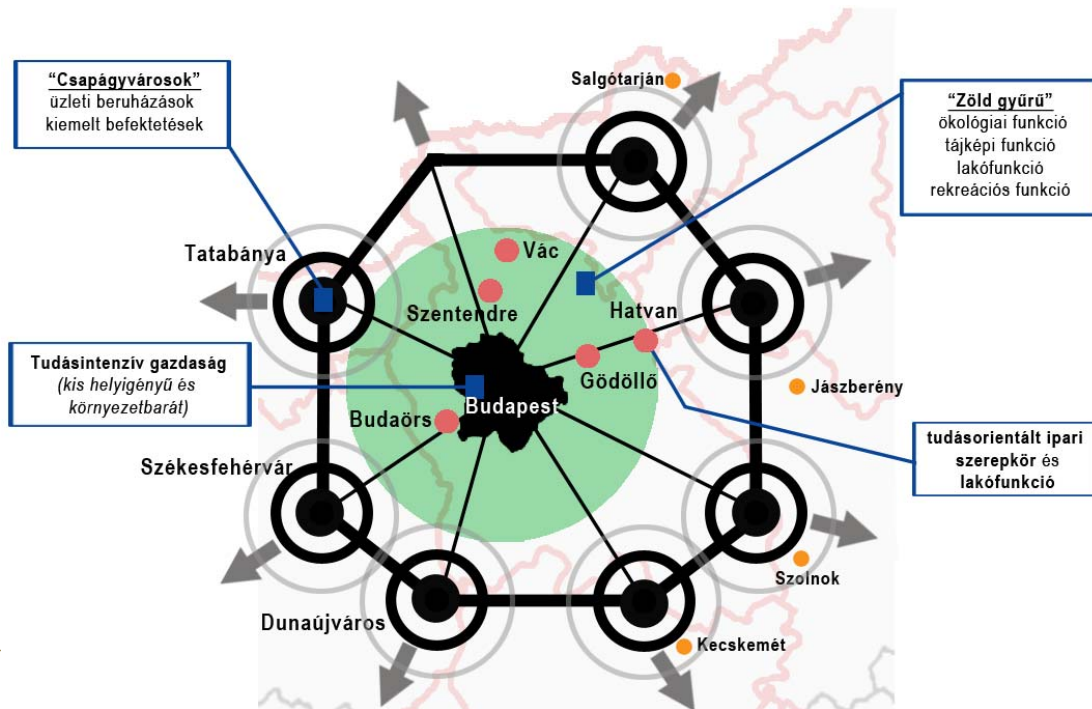 “Csapágyvárosok”
üzleti beruházások
kiemelt befektetések
Salgótarján
“Zöld gyűrű”
ökológiai funkció
tájképi funkció
lakófunkció
rekreációs funkció
Tatabánya
Vác
Szentendre
Hatvan
Tudásintenzív gazdaság
(kis helyigényű és
környezetbarát)
Gödöllő
Jászberény
Budapest
Budaörs
tudásorientált ipari
szerepkör és
lakófunkció
Székesfehérvár
Szolnok
Dunaújváros
Kecskemét